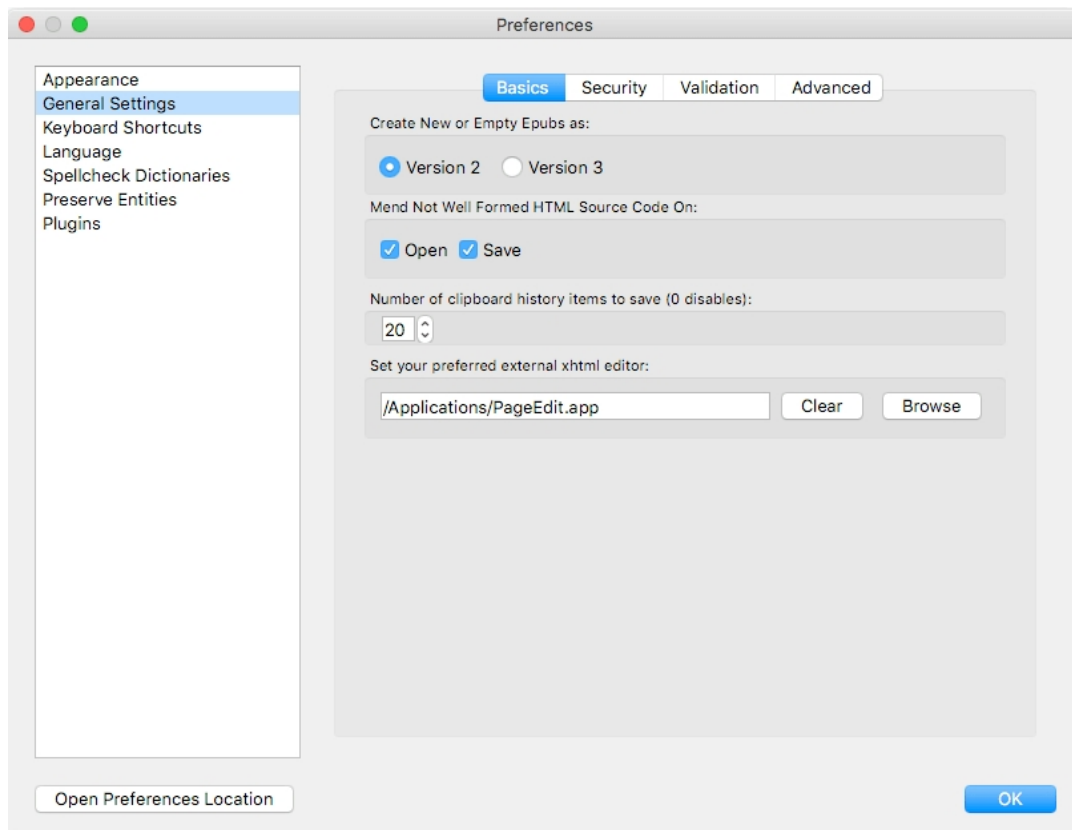 Preferences
Appearance
General Settings
Keyboard Shortcuts
Language
Spellcheck Dictionaries
Preserve Entities
Plugins
Basics Security Validation Advanced
Create New or Empty Epubs as:
Version 2 Version 3
Mend Not Well Formed HTML Source Code On:
Open Save
Number of clipboard history items to save (0 disables):
20
Set your preferred external xhtml editor:
/Applications/PageEdit.app Clear Browse
Open Preferences Location OK